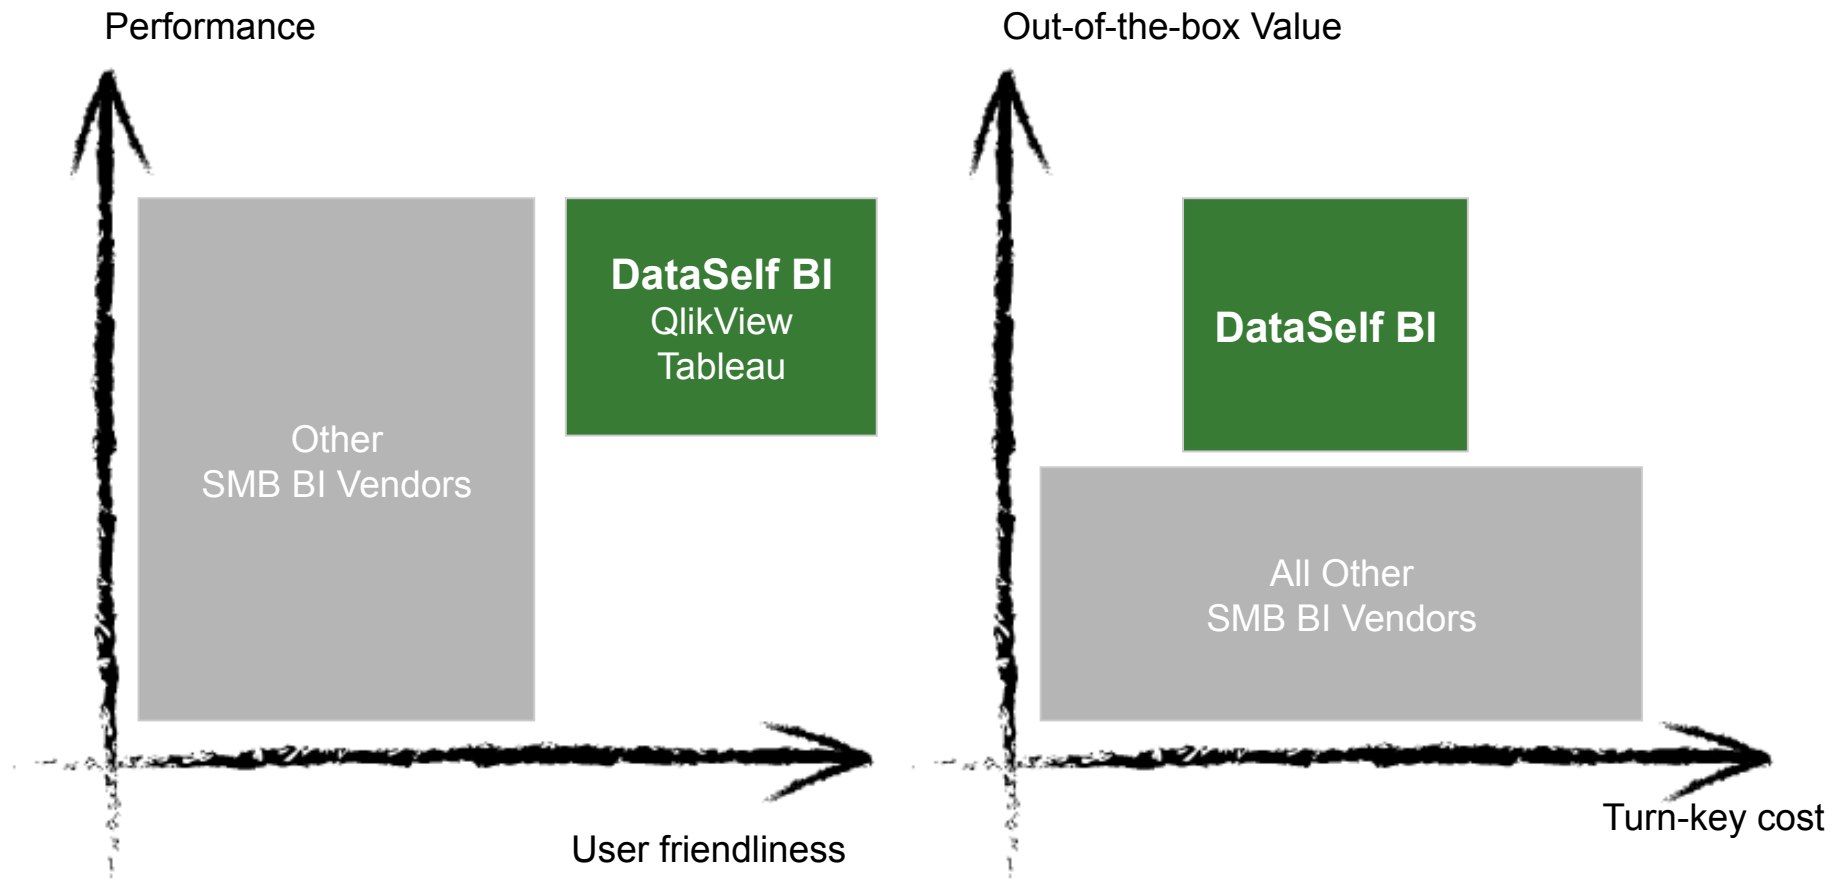 Performance
DataSelf BI
QlikView
Tableau
Other
SMB BI Vendors
User friendliness
Out-of-the-box Value
DataSelf BI
All Other
SMB BI Vendors
Turn-key cost